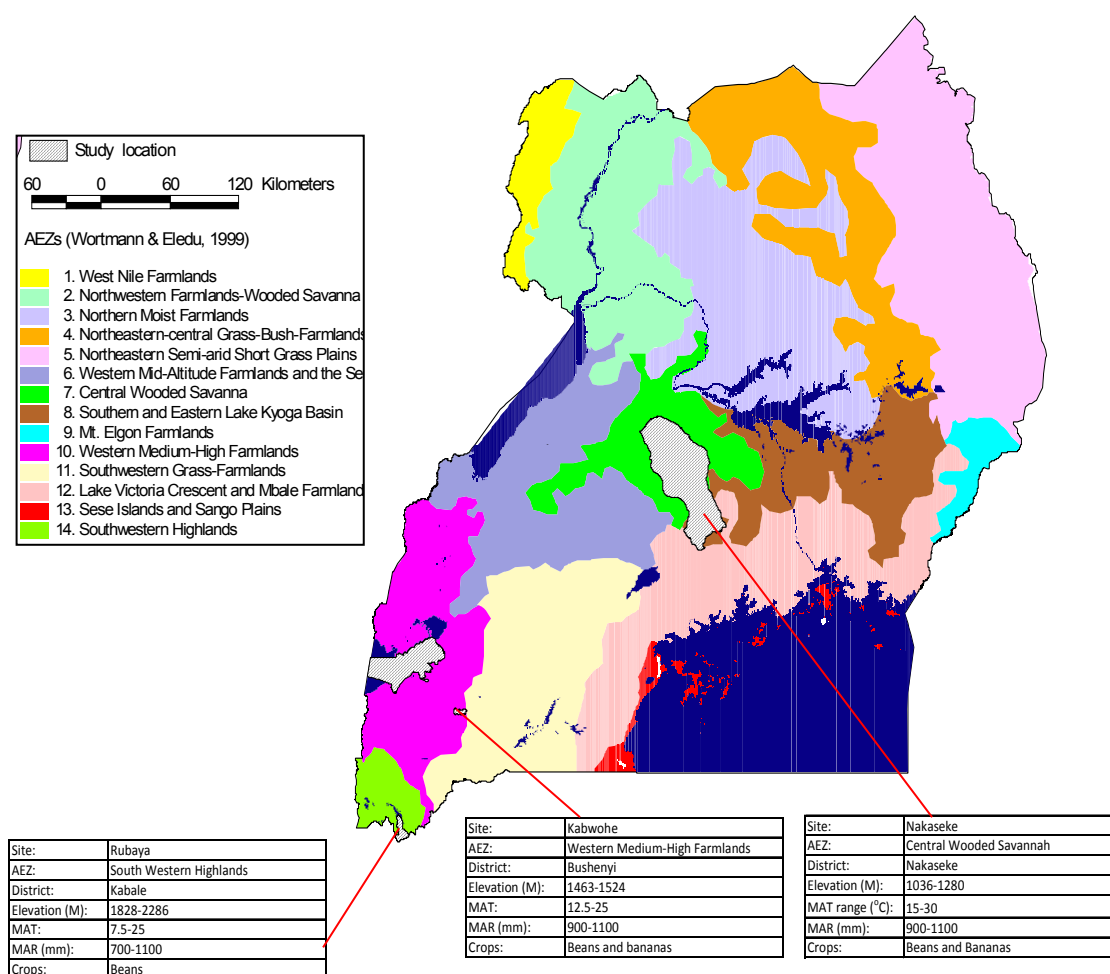 Study location
60 0 60 120 Kilometers
AEZs (Wortmann & Eledu, 1999)
1. West Nile Farmlands
2. Northwestern Farmlands-Wooded Savanna
3. Northern Moist Farmlands
4. Northeastern-central Grass-Bush-Farmlands
5. Northeastern Semi-arid Short Grass Plains
6. Western Mid-Altitude Farmlands and the Se
7. Central Wooded Savanna
8. Southern and Eastern Lake Kyoga Basin
9. Mt. Elgon Farmlands
10. Western Medium-High Farmlands
11. Southwestern Grass-Farmlands
12. Lake Victoria Crescent and Mbale Farmland
13. Sese Islands and Sango Plains
14. Southwestern Highlands
Site: Rubaya
AEZ: South Western Highlands
District: Kabale
Elevation (M): 1828-2286
MAT: 7.5-25
MAR (mm): 700-1100
Crops: Beans
Site: Kabwohe
AEZ: Western Medium-High Farmlands
District: Bushenyi
Elevation (M): 1463-1524
MAT: 12.5-25
MAR (mm): 900-1100
Crops: Beans and bananas
Site: Nakaseke
AEZ: Central Wooded Savannah
District: Nakaseke
Elevation (M): 1036-1280
MAT range (°C): 15-30
MAR (mm): 900-1100
Crops: Beans and Bananas